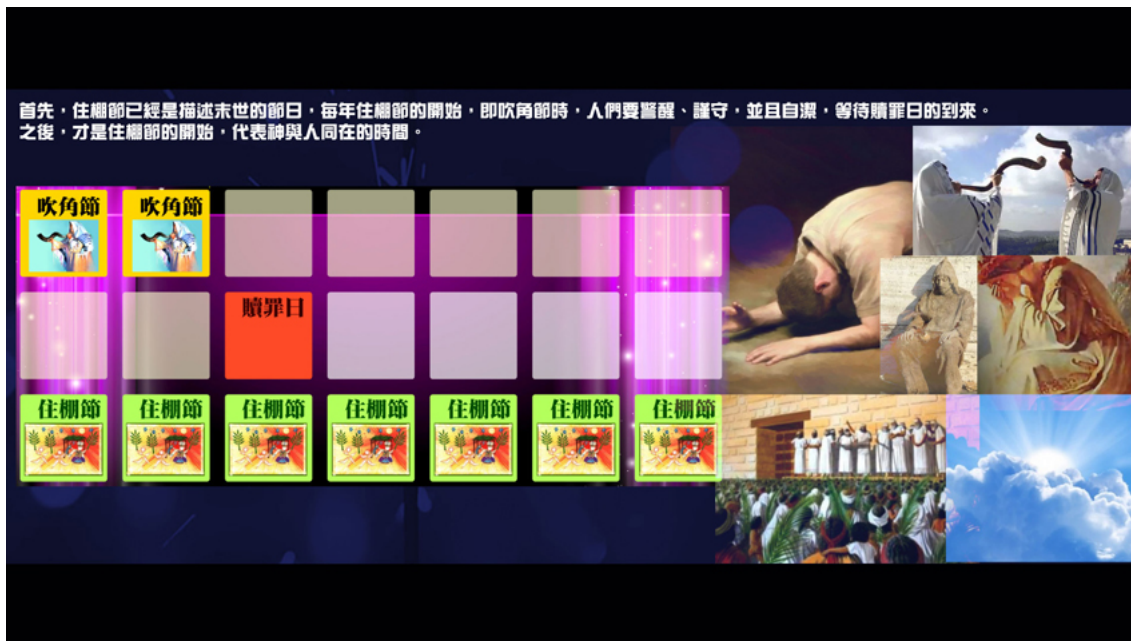 首先，住棚節已經是描述末世的節日，每年住棚節的開始，即吹角節時，人們要警醒、謹守，並且自潔，等待贖罪日的到來。
之後，才是住棚節的開始，代表神與人同在的時間。
吹角節 吹角節
贖罪日
住棚節 住棚節 住棚節 住棚節 住棚節 住棚節 住棚節